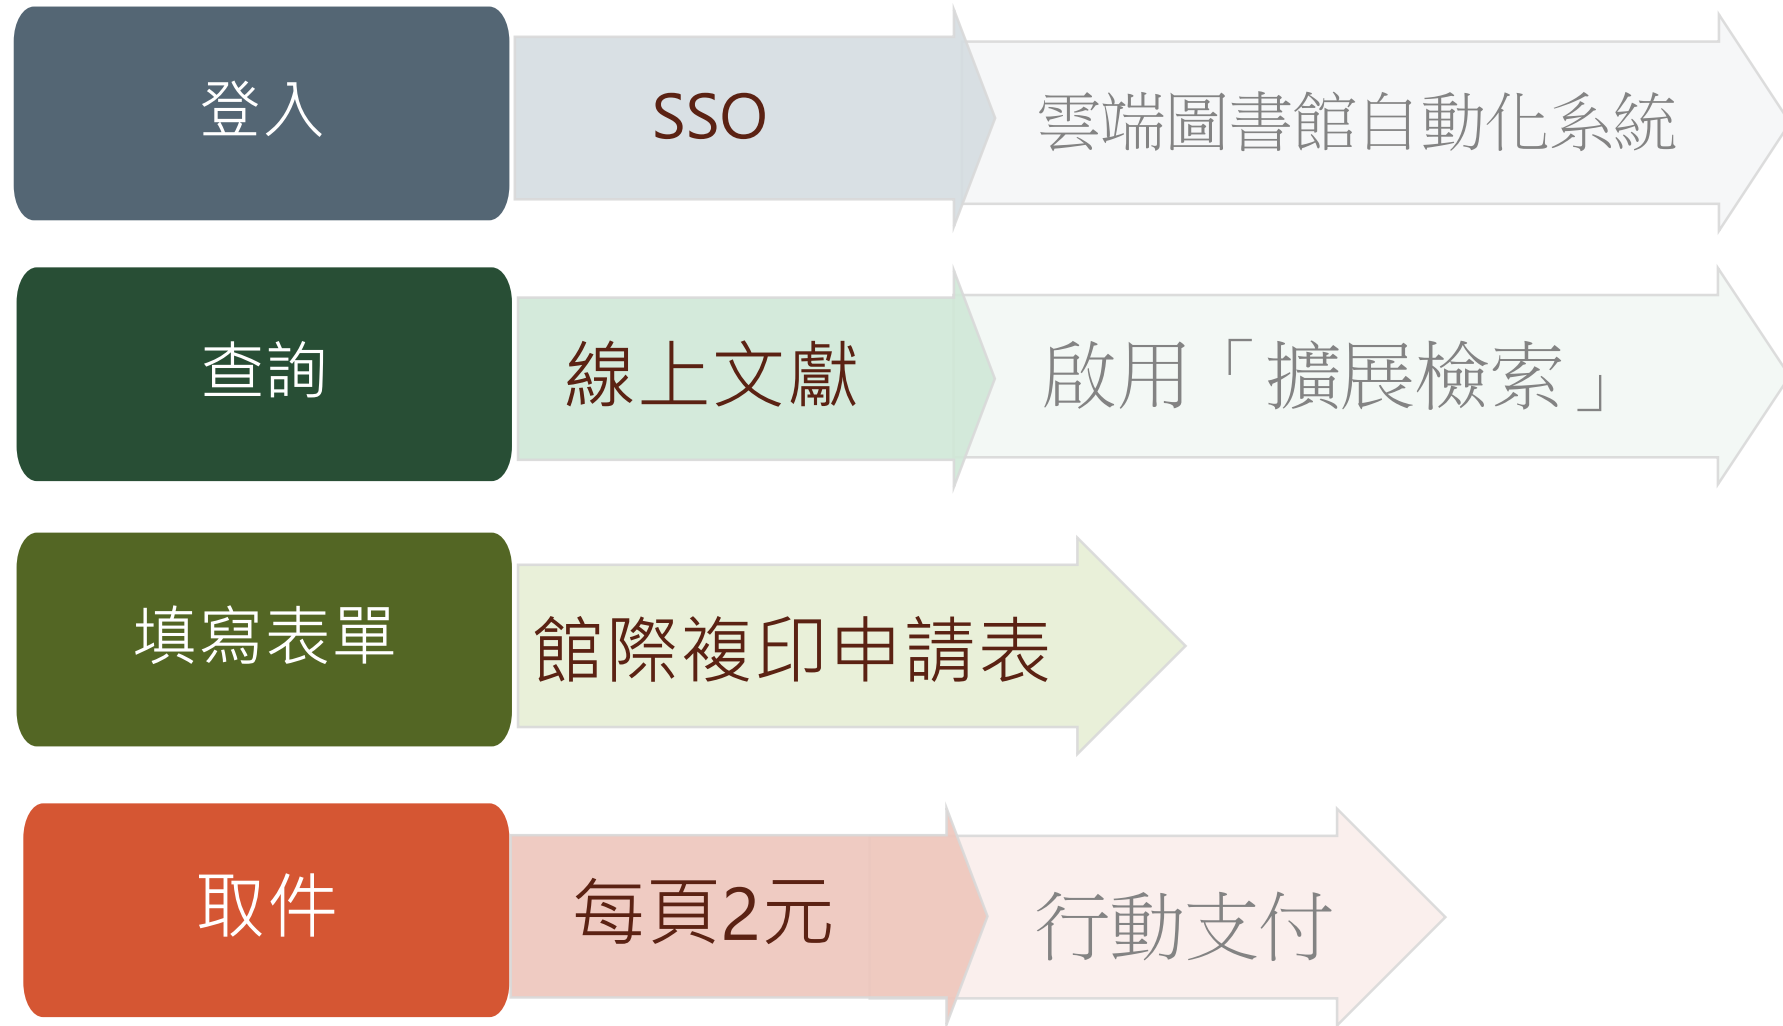 登入
SSO
雲端圖書館自動化系統
查詢
線上文獻
啟用「擴展檢索」
填寫表單
館際複印申請表
取件
每頁2元
行動支付